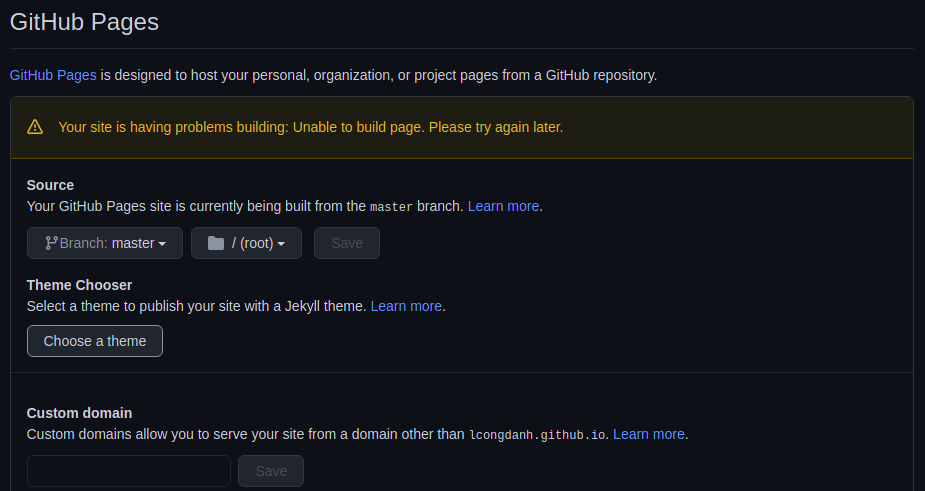 GitHub Pages
GitHub Pages is designed to host your personal, organization, or project pages from a GitHub repository.
Your site is having problems building: Unable to build page. Please try again later.
Source
Your GitHub Pages site is currently being built from the master branch. Learn more.
Branch: master / (root) Save
Theme Chooser
Select a theme to publish your site with a Jekyll theme. Learn more.
Choose a theme
Custom domain
Custom domains allow you to serve your site from a domain other than lcongdanh.github.io. Learn more.
Save